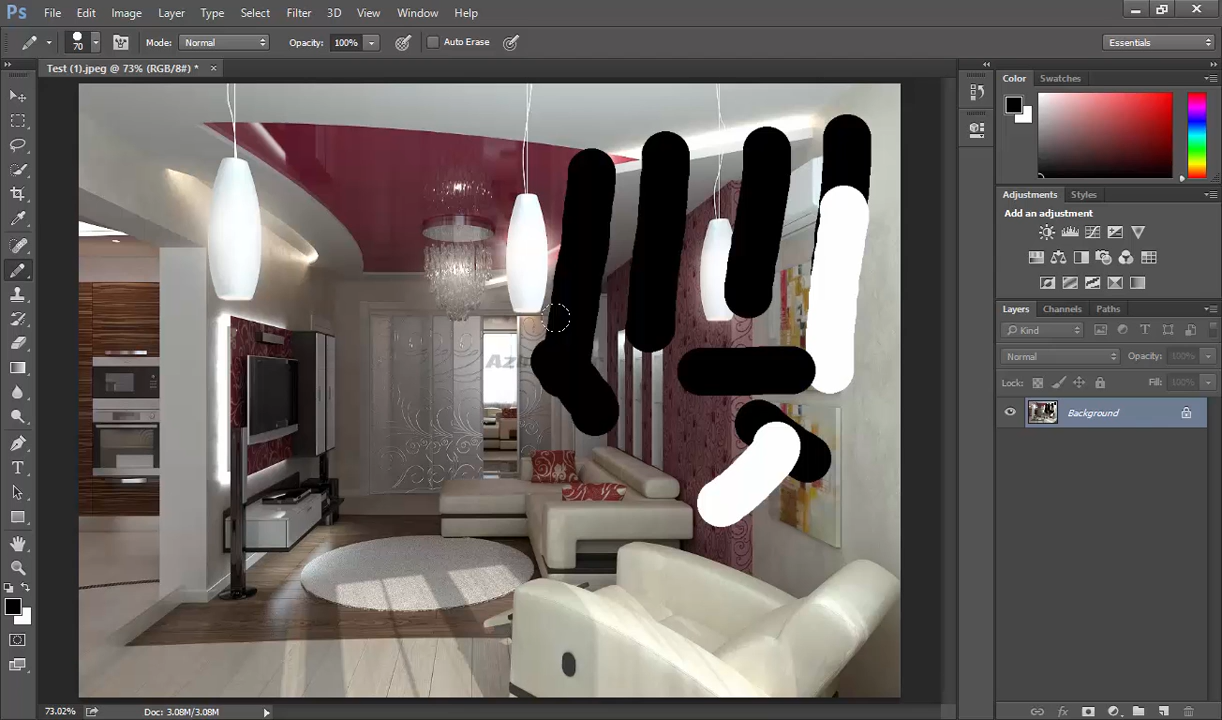 Ps File Edit Image Layer Type Select Filter 3D View Window Help
70 Mode: Normal Opacity: 100% Auto Erase Essentials
Test (1).jpeg @ 73% (RGB/8#) *
Color Swatches
Adjustments Styles
Add an adjustment
Layers Channels Paths
Kind
Normal Opacity: 100%
Lock: Fill: 100%
Background
73.02% Doc: 3.08M/3.08M